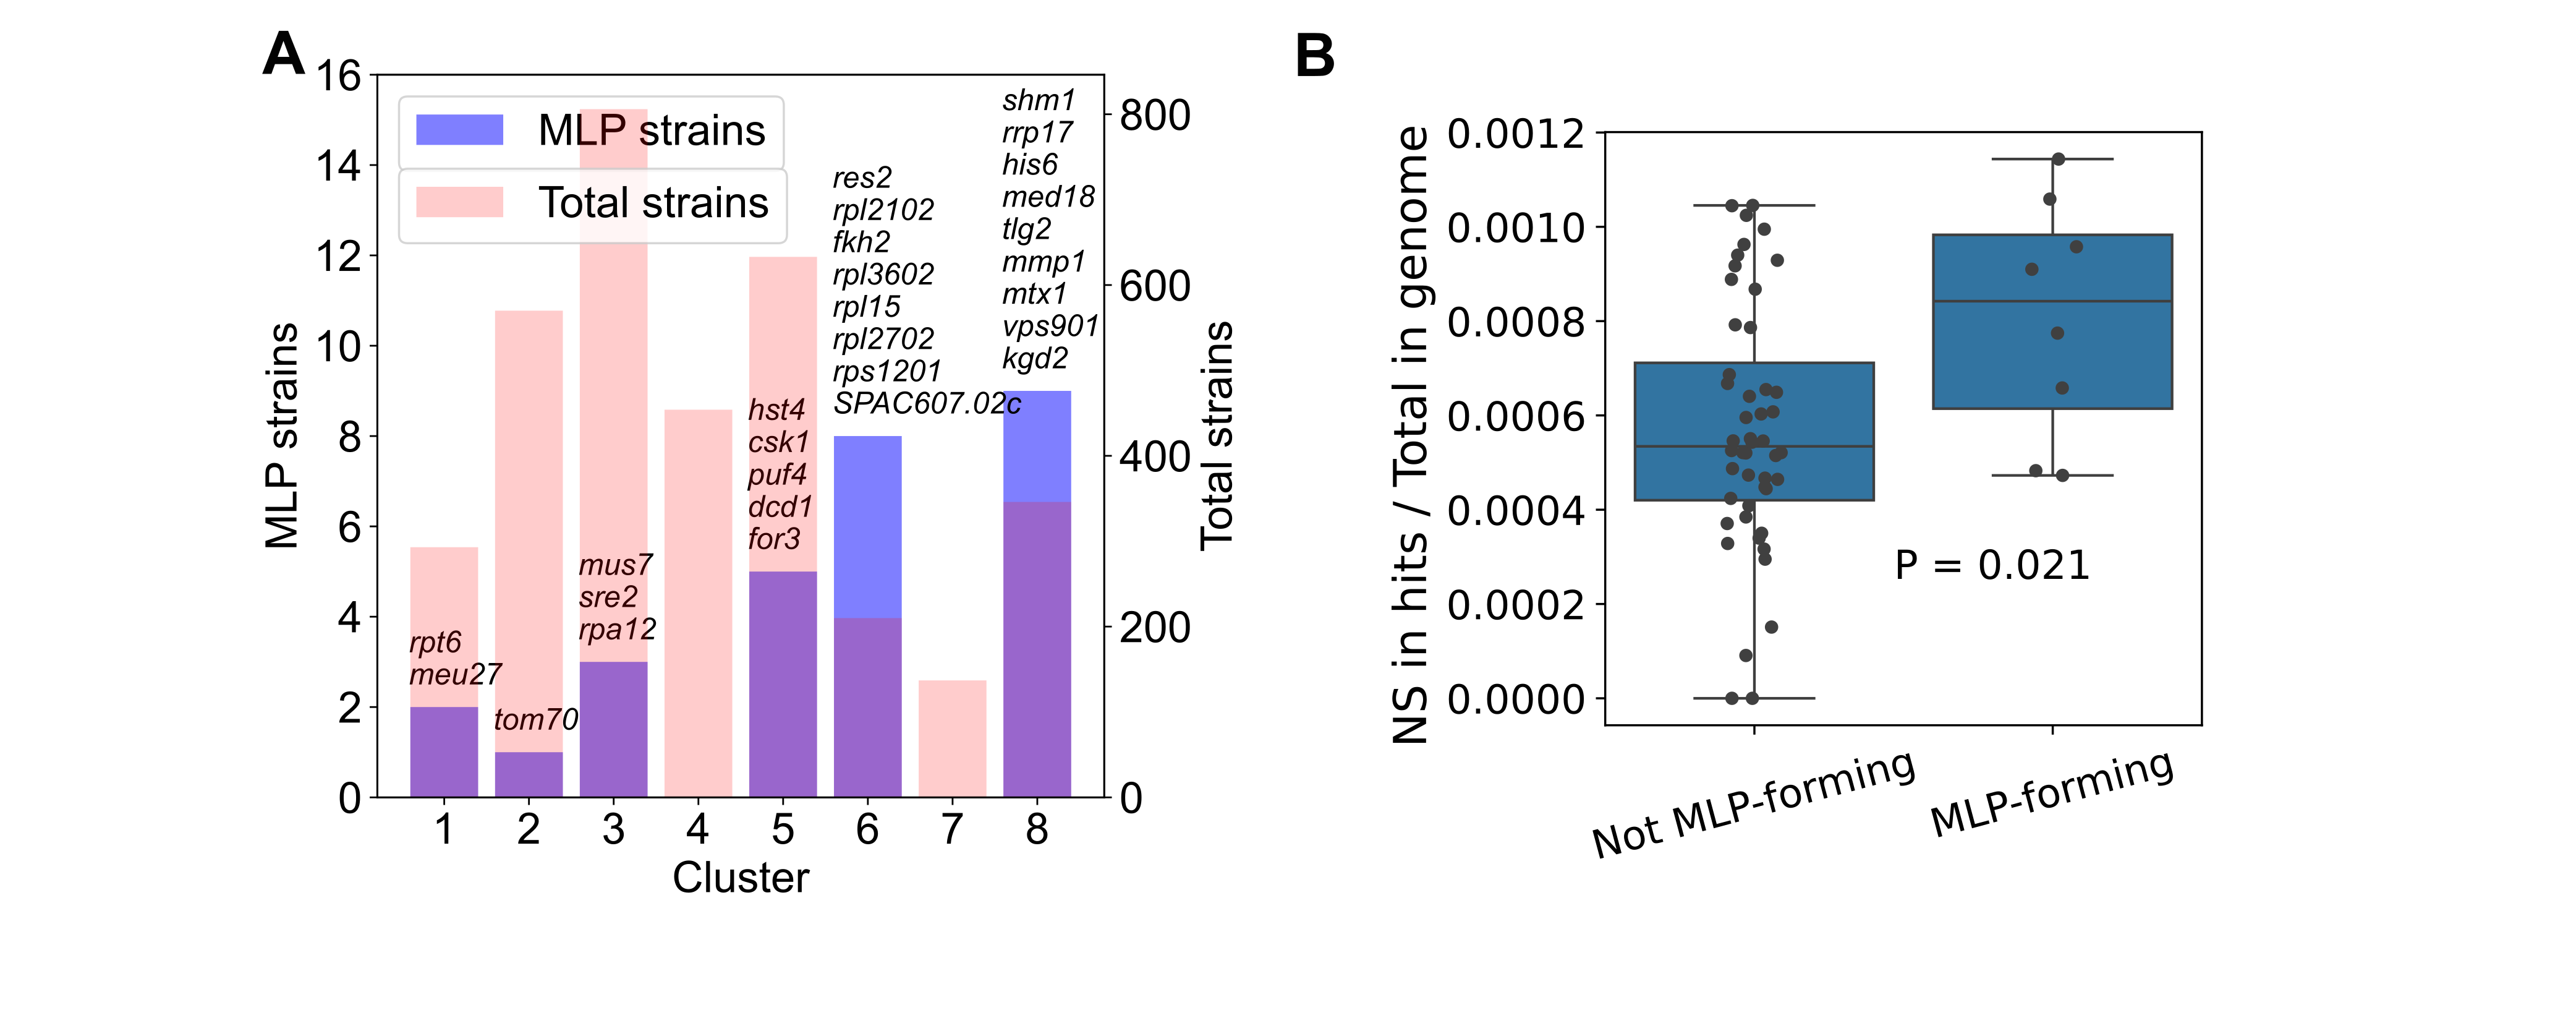 A
16
14
12
10
8
6
4
2
0
MLP strains
MLP strains
Total strains
rpt6
meu27
tom70
mus7
sre2
rpa12
hst4
csk1
puf4
dcd1
for3
res2
rpl2102
fkh2
rpl3602
rpl15
rpl2702
rps1201
SPAC607.02c
shm1
rrp17
his6
med18
tlg2
mmp1
mtx1
vps901
kgd2
800
600
400
200
0
Total strains
1 2 3 4 5 6 7 8
Cluster
B
NS in hits / Total in genome
0.0012
0.0010
0.0008
0.0006
0.0004
0.0002
0.0000
P = 0.021
Not MLP-forming
MLP-forming